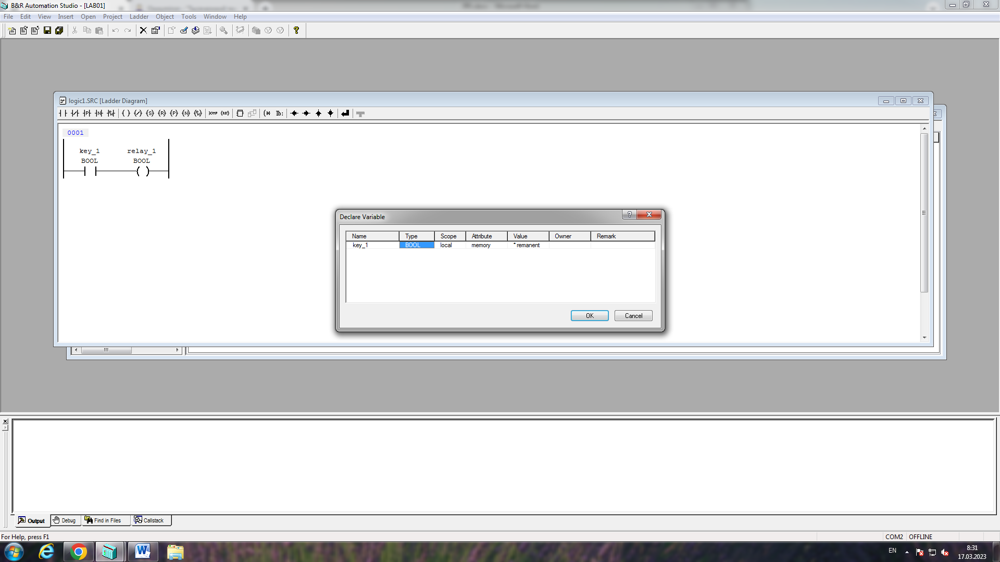 B&R Automation Studio - [LAB01]
File Edit View Insert Open Project Ladder Object Tools Window Help
logic1.SRC [Ladder Diagram]
0001
key_1 relay_1
BOOL BOOL
Declare Variable
Name Type Scope Attribute Value Owner Remark
key_1 BOOL local memory * remanent
OK Cancel
Output Debug Find in Files Callstack
For Help, press F1
COM2 OFFLINE
EN
8:31
17.03.2023